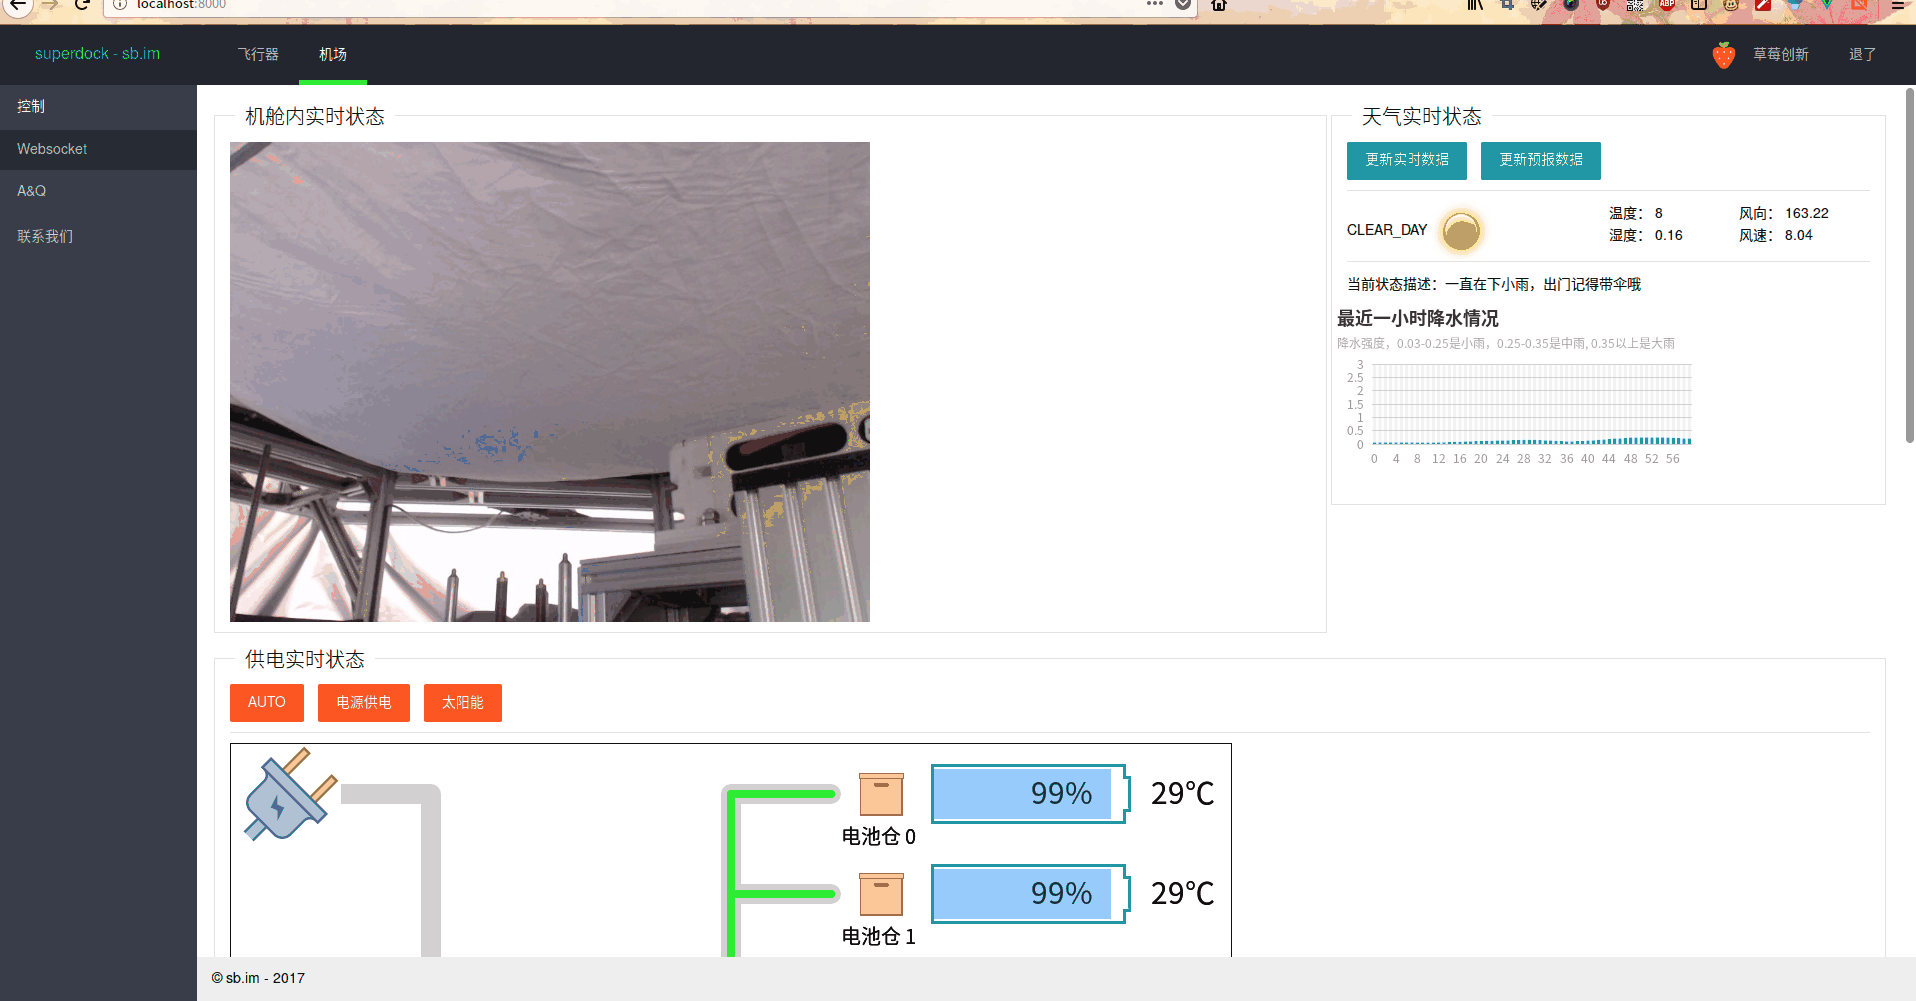 localhost:8000
superdock - sb.im
飞行器
机场
草莓创新
退了
控制
Websocket
A&Q
联系我们
机舱内实时状态
天气实时状态
更新实时数据
更新预报数据
CLEAR_DAY
温度： 8
风向： 163.22
湿度： 0.16
风速： 8.04
当前状态描述：一直在下小雨，出门记得带伞哦
最近一小时降水情况
降水强度，0.03-0.25是小雨，0.25-0.35是中雨, 0.35以上是大雨
3
2.5
2
1.5
1
0.5
0
0 4 8 12 16 20 24 28 32 36 40 44 48 52 56
供电实时状态
AUTO
电源供电
太阳能
99%
29℃
电池仓 0
99%
29℃
电池仓 1
© sb.im - 2017